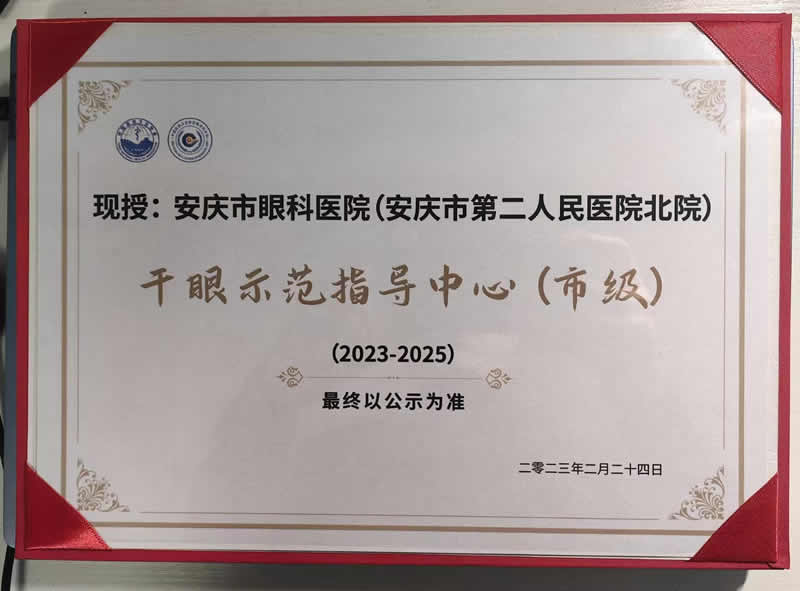 现授：安庆市眼科医院（安庆市第二人民医院北院）
干眼示范指导中心（市级）
（2023-2025）
最终以公示为准
二零二三年二月二十四日